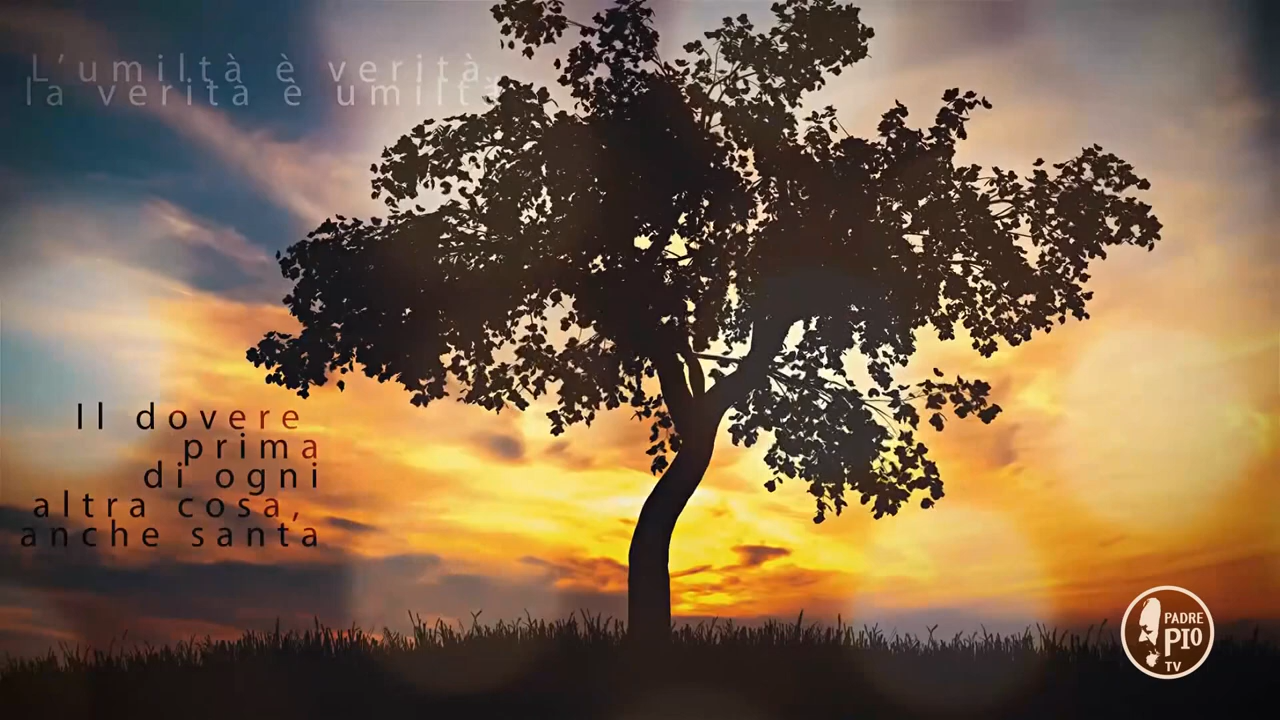 L'umiltà è verità,
la verità è umiltà
Il dovere
prima
di ogni
altra cosa,
anche santa
PADRE
PIO
TV